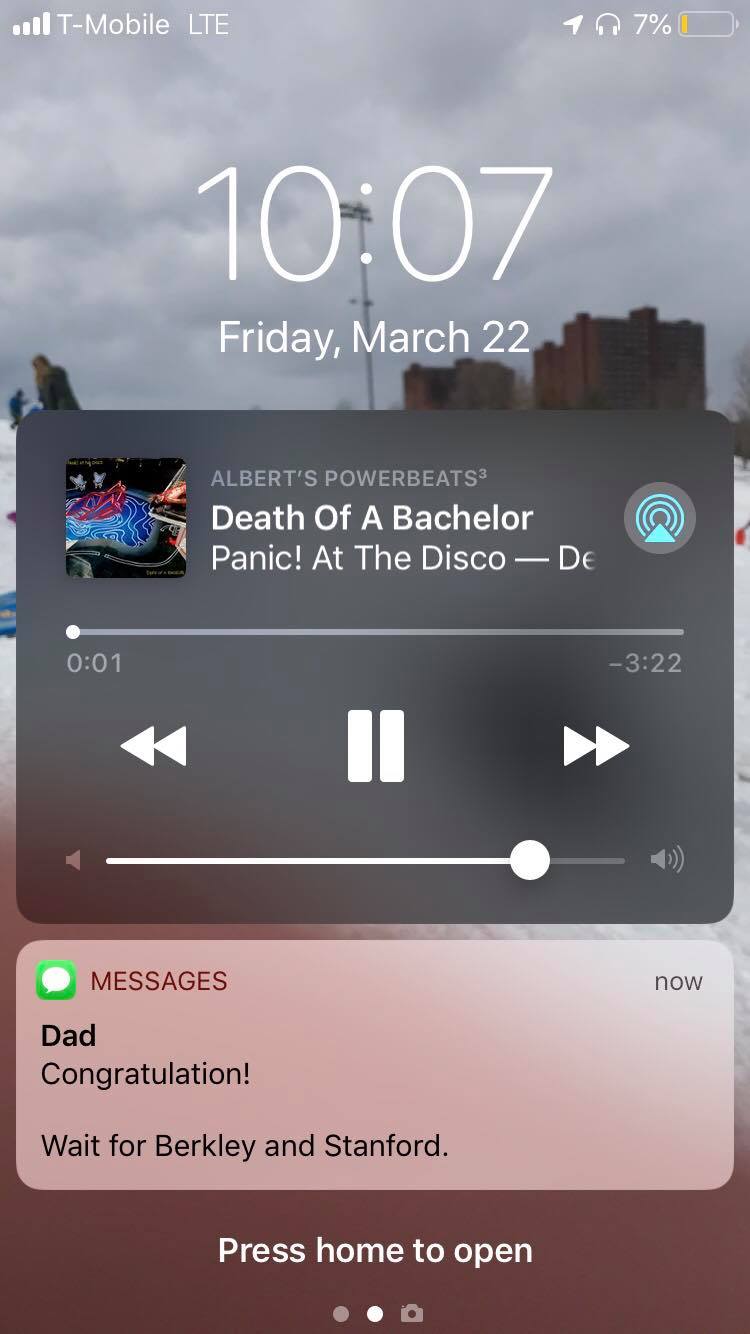 T-Mobile LTE 7%
10:07
Friday, March 22
ALBERT'S POWERBEATS³
Death Of A Bachelor
Panic! At The Disco — De
0:01 −3:22
MESSAGES now
Dad
Congratulation!
Wait for Berkley and Stanford.
Press home to open